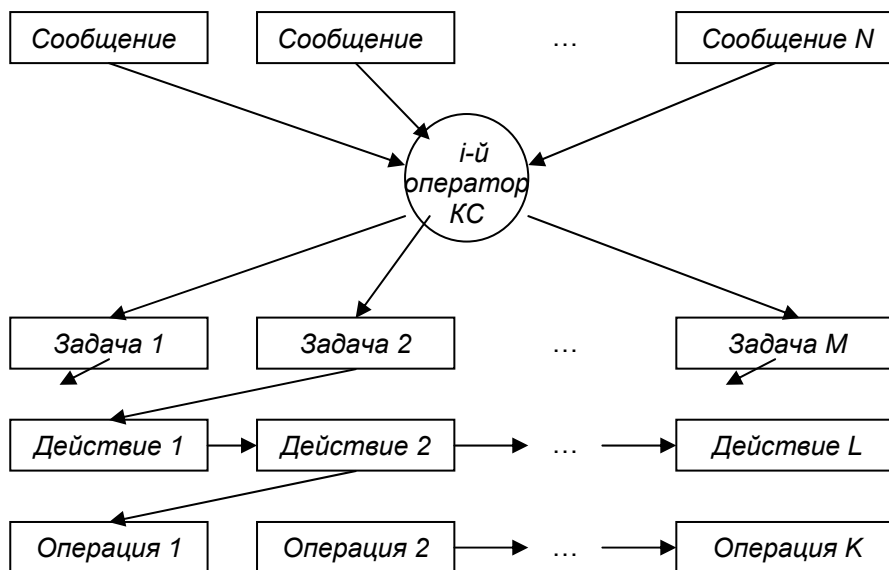 Сообщение
Сообщение
…
Сообщение N
i-й
оператор
КС
Задача 1
Задача 2
…
Задача M
Действие 1
Действие 2
…
Действие L
Операция 1
Операция 2
…
Операция K